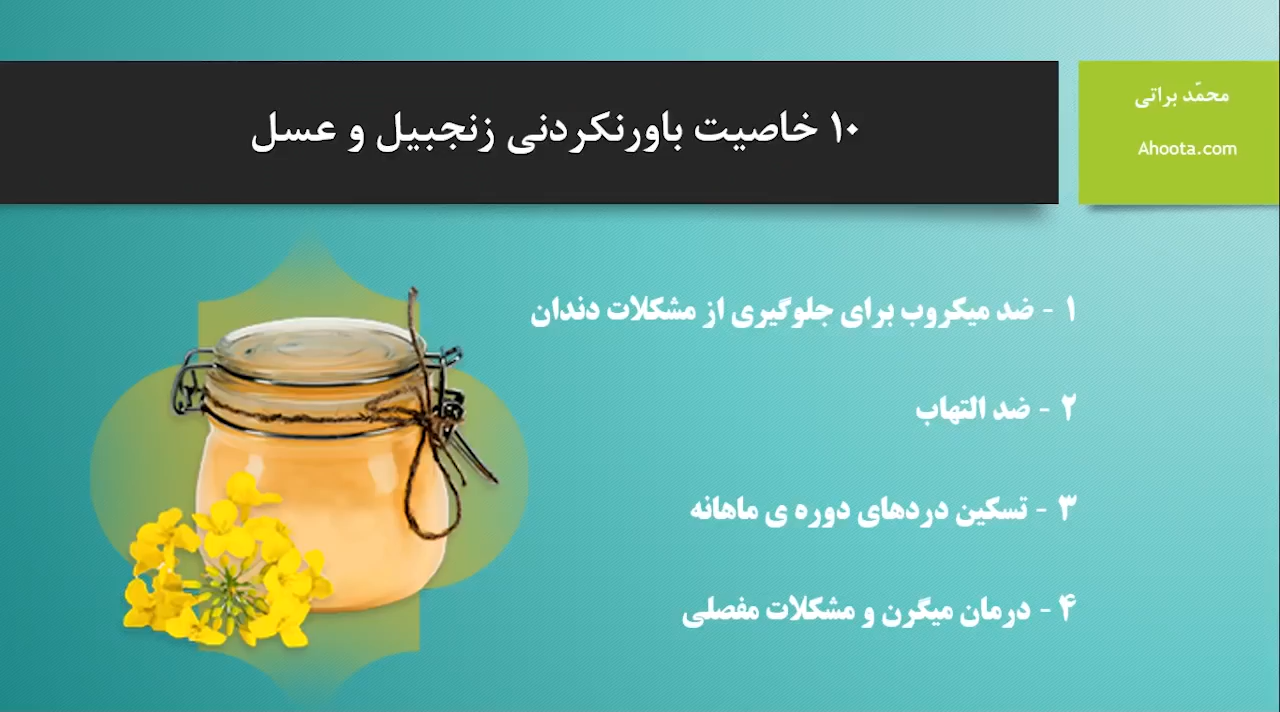 محمّد براتی
Ahoota.com
۱۰ خاصیت باورنکردنی زنجبیل و عسل
۱ - ضد میکروب برای جلوگیری از مشکلات دندان
۲ - ضد التهاب
۳ - تسکین دردهای دوره ی ماهانه
۴ - درمان میگرن و مشکلات مفصلی